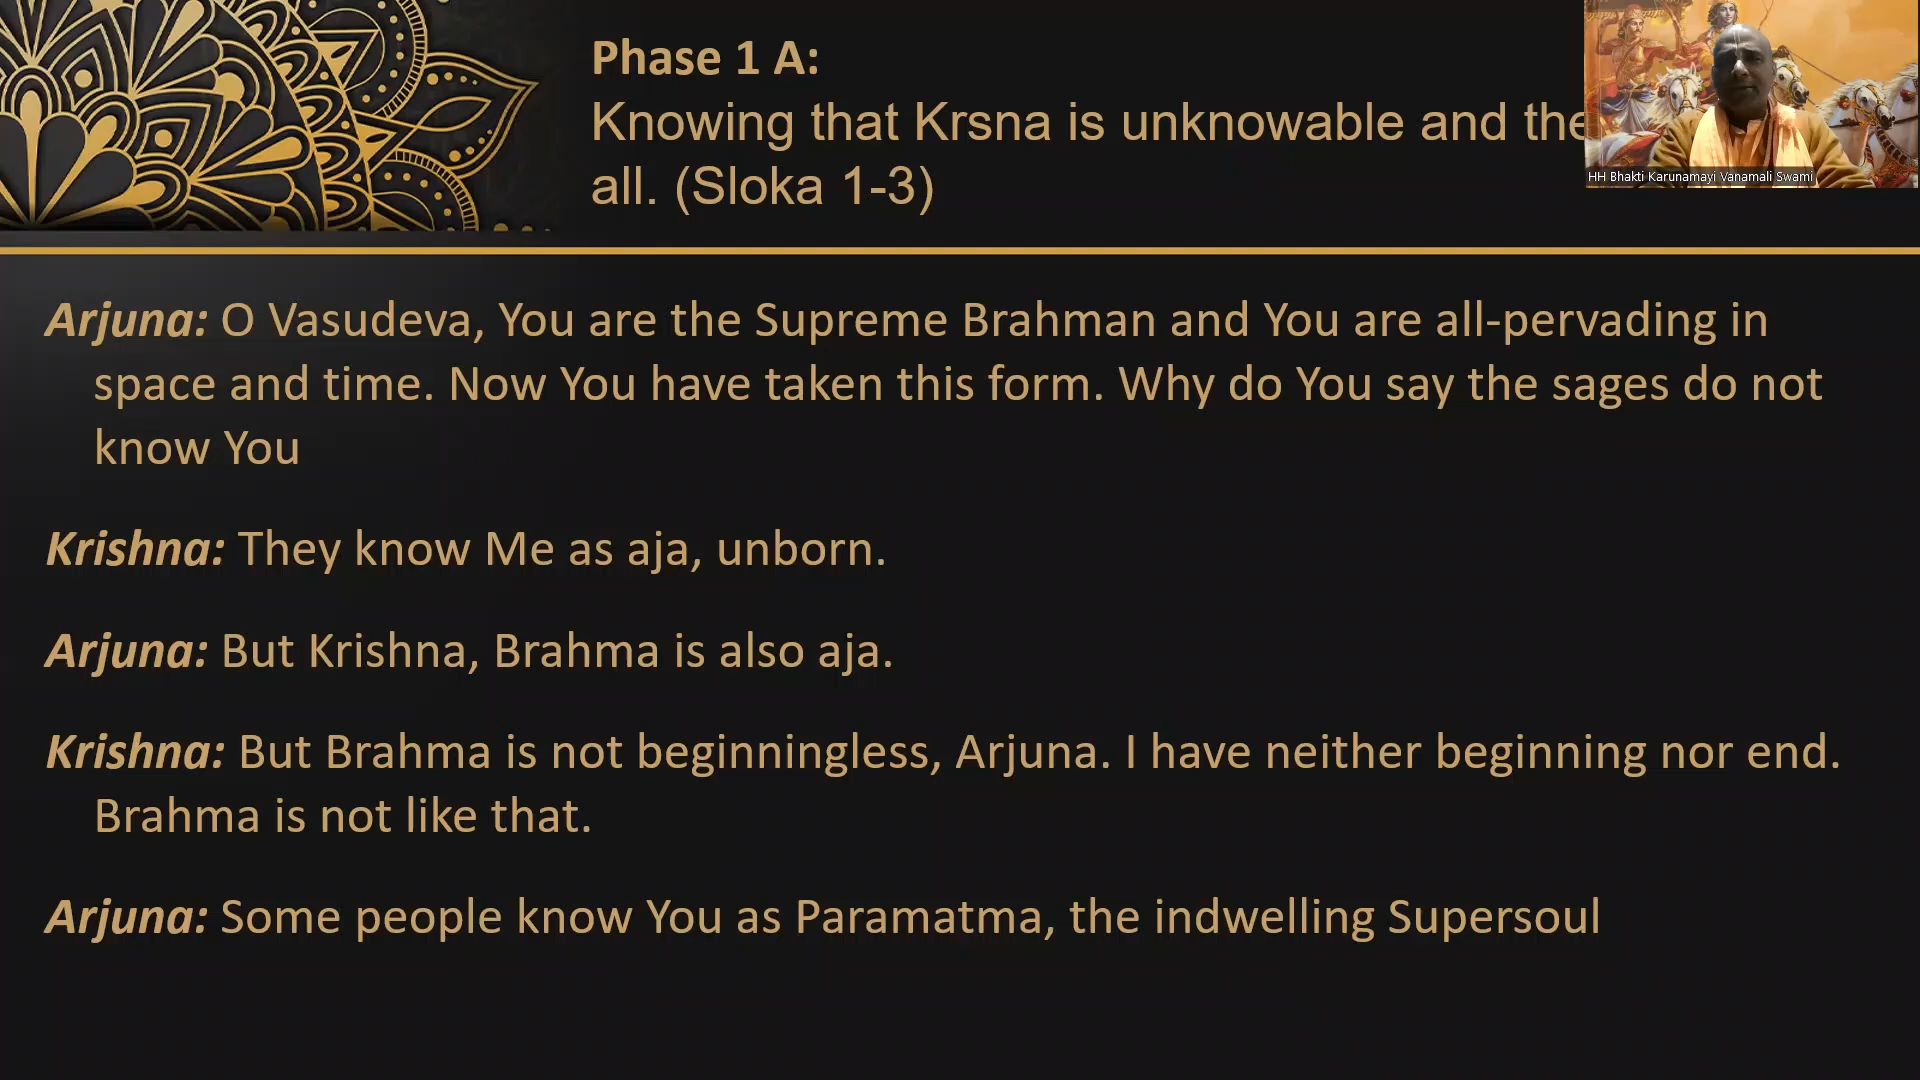 Phase 1 A:
Knowing that Krsna is unknowable and the
all. (Sloka 1-3)
HH Bhakti Karunamayi Vanamali Swami
Arjuna: O Vasudeva, You are the Supreme Brahman and You are all-pervading in
space and time. Now You have taken this form. Why do You say the sages do not
know You
Krishna: They know Me as aja, unborn.
Arjuna: But Krishna, Brahma is also aja.
Krishna: But Brahma is not beginningless, Arjuna. I have neither beginning nor end.
Brahma is not like that.
Arjuna: Some people know You as Paramatma, the indwelling Supersoul